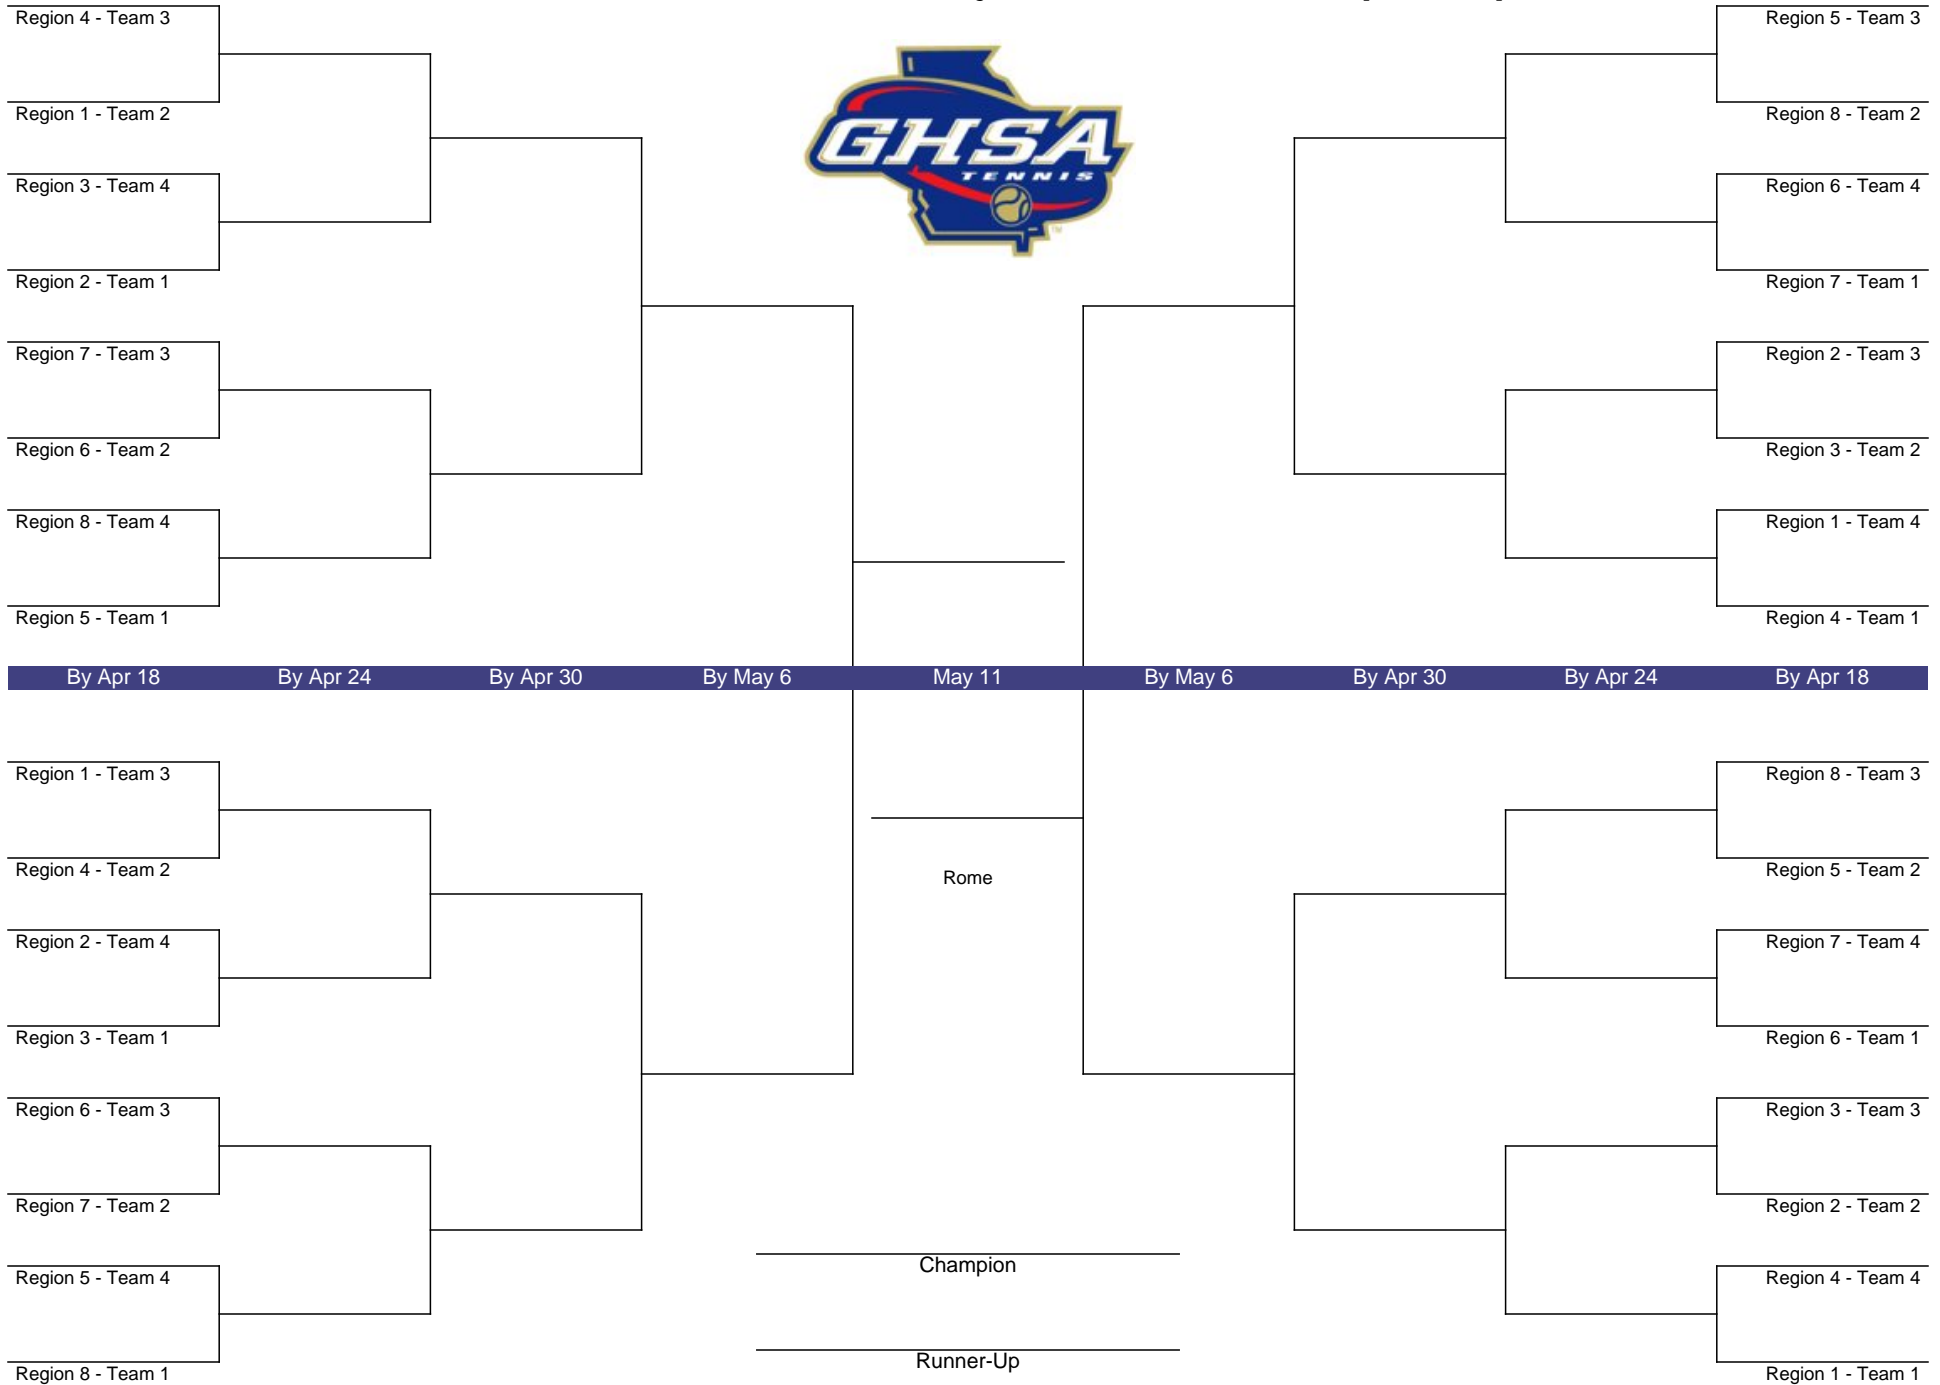 Region 4 - Team 3
Region 1 - Team 2
Region 3 - Team 4
Region 2 - Team 1
Region 7 - Team 3
Region 6 - Team 2
Region 8 - Team 4
Region 5 - Team 1
GHSA
TENNIS
TM
Region 5 - Team 3
Region 8 - Team 2
Region 6 - Team 4
Region 7 - Team 1
Region 2 - Team 3
Region 3 - Team 2
Region 1 - Team 4
Region 4 - Team 1
By Apr 18 By Apr 24 By Apr 30 By May 6 May 11 By May 6 By Apr 30 By Apr 24 By Apr 18
Region 1 - Team 3
Region 4 - Team 2
Region 2 - Team 4
Region 3 - Team 1
Region 6 - Team 3
Region 7 - Team 2
Region 5 - Team 4
Region 8 - Team 1
Rome
Champion
Runner-Up
Region 8 - Team 3
Region 5 - Team 2
Region 7 - Team 4
Region 6 - Team 1
Region 3 - Team 3
Region 2 - Team 2
Region 4 - Team 4
Region 1 - Team 1